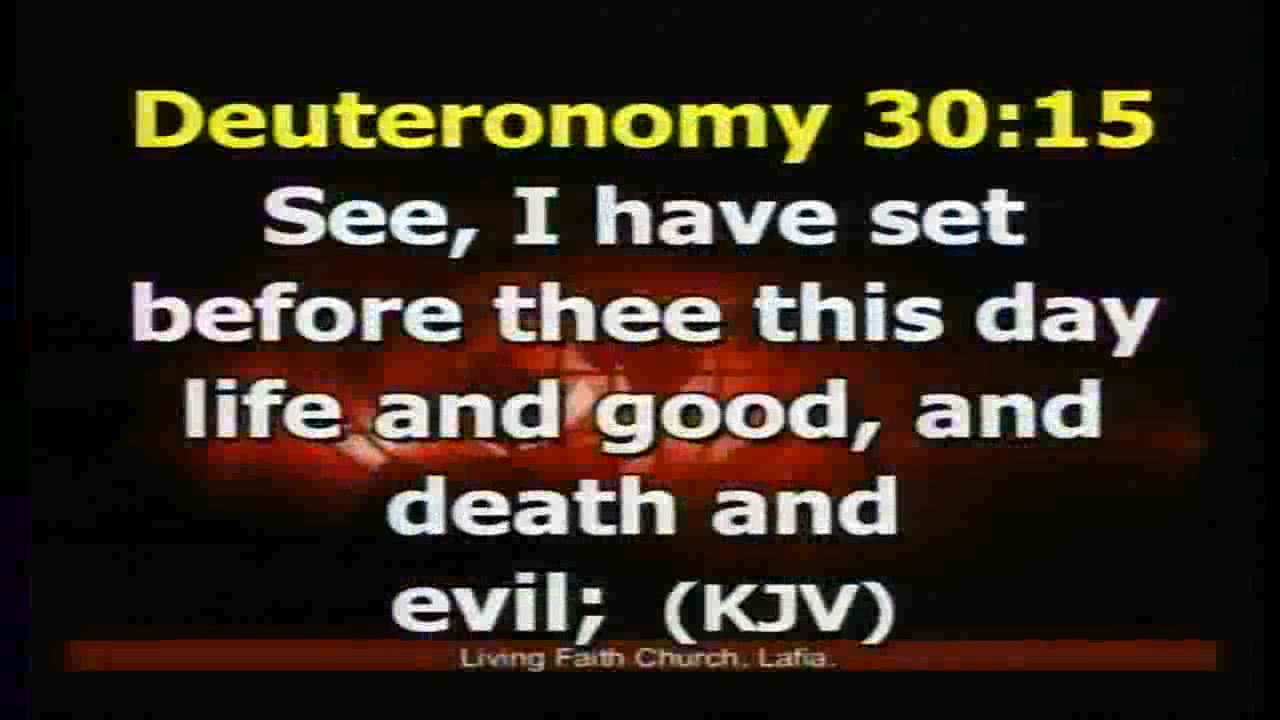 Deuteronomy 30:15
See, I have set
before thee this day
life and good, and
death and
evil; (KJV)
Living Faith Church. Lafia.